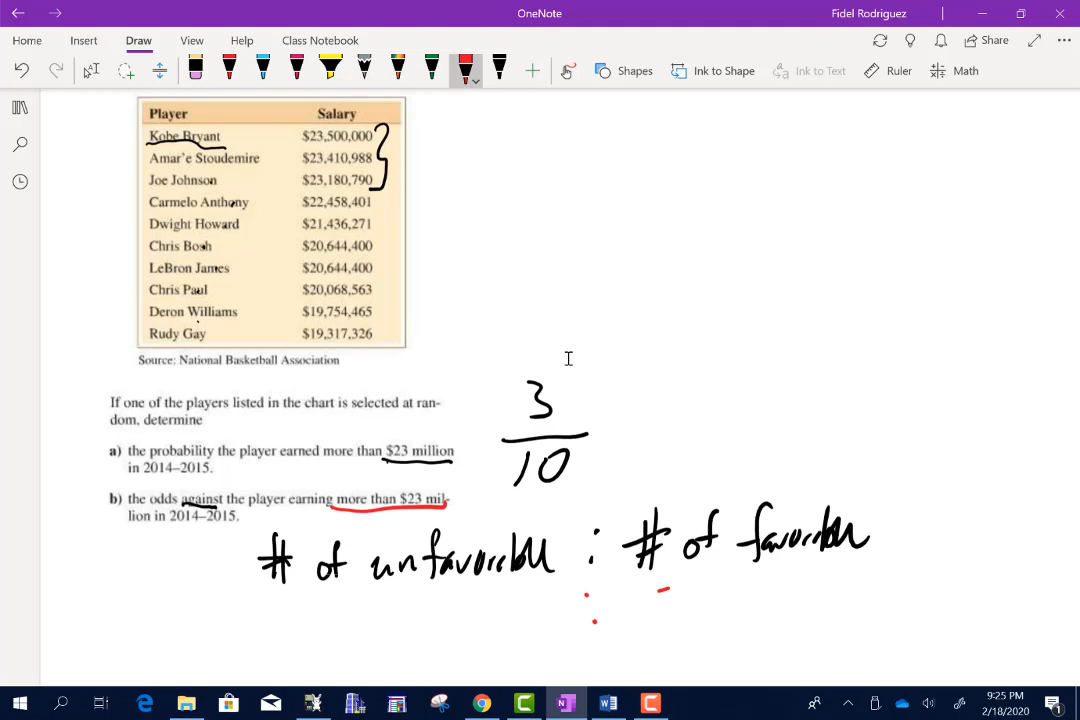 OneNote
Fidel Rodriguez
Home Insert Draw View Help Class Notebook
Share
Shapes Ink to Shape Ink to Text Ruler Math
Player Salary
Kobe Bryant $23,500,000
Amar'e Stoudemire $23,410,988
Joe Johnson $23,180,790
Carmelo Anthony $22,458,401
Dwight Howard $21,436,271
Chris Bosh $20,644,400
LeBron James $20,644,400
Chris Paul $20,068,563
Deron Williams $19,754,465
Rudy Gay $19,317,326
Source: National Basketball Association
If one of the players listed in the chart is selected at ran-
dom, determine
a) the probability the player earned more than $23 million
in 2014–2015.
b) the odds against the player earning more than $23 mil-
lion in 2014–2015.
3
10
# of unfavorible : # of favorible
9:25 PM
2/18/2020